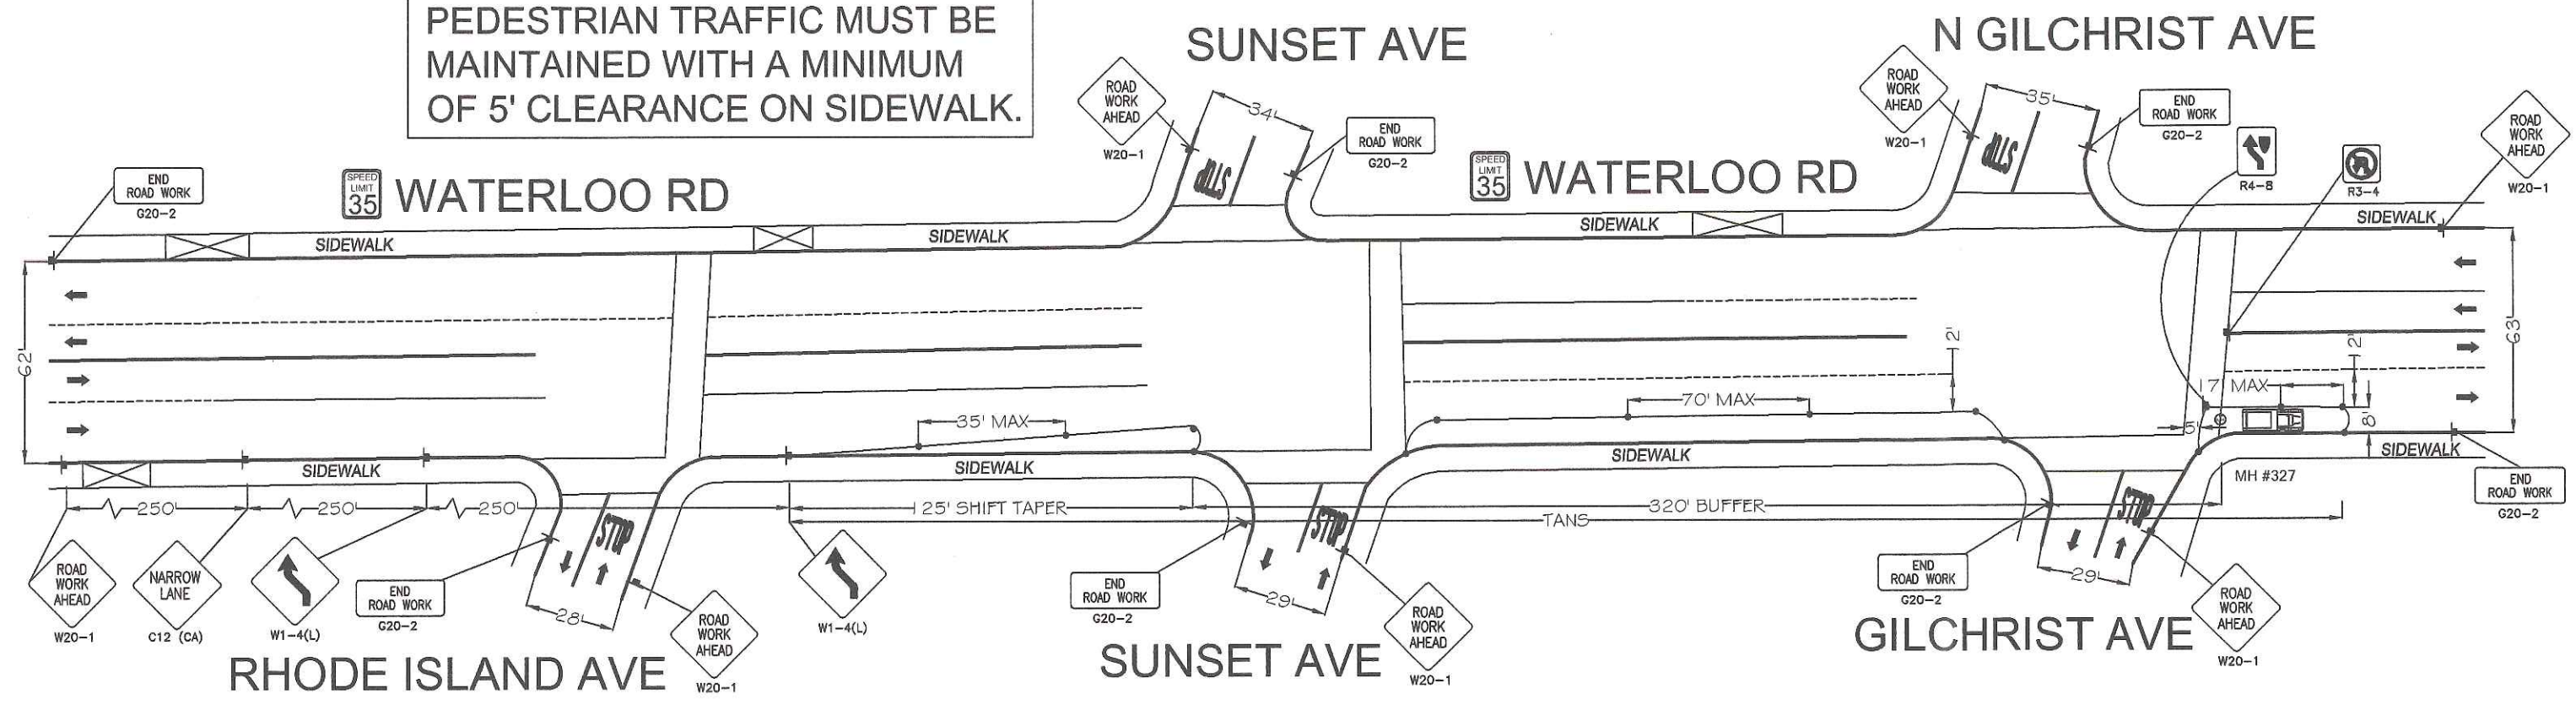 PEDESTRIAN TRAFFIC MUST BE
MAINTAINED WITH A MINIMUM
OF 5' CLEARANCE ON SIDEWALK.
SUNSET AVE
N GILCHRIST AVE
ROAD
WORK
AHEAD
W20-1
34'
END
ROAD WORK
G20-2
ROAD
WORK
AHEAD
W20-1
35'
END
ROAD WORK
G20-2
R4-8
R3-4
ROAD
WORK
AHEAD
W20-1
END
ROAD WORK
G20-2
SPEED
LIMIT
35
WATERLOO RD
SPEED
LIMIT
35
WATERLOO RD
STOP
STOP
SIDEWALK
SIDEWALK
SIDEWALK
SIDEWALK
62'
63'
12'
12'
17' MAX
8'
5'
35' MAX
70' MAX
SIDEWALK
SIDEWALK
SIDEWALK
SIDEWALK
MH #327
250'
250'
250'
125' SHIFT TAPER
320' BUFFER
TANS
STOP
STOP
STOP
ROAD
WORK
AHEAD
W20-1
NARROW
LANE
C12 (CA)
W1-4(L)
END
ROAD WORK
G20-2
28'
ROAD
WORK
AHEAD
W20-1
W1-4(L)
END
ROAD WORK
G20-2
29'
ROAD
WORK
AHEAD
W20-1
END
ROAD WORK
G20-2
29'
ROAD
WORK
AHEAD
W20-1
END
ROAD WORK
G20-2
RHODE ISLAND AVE
SUNSET AVE
GILCHRIST AVE